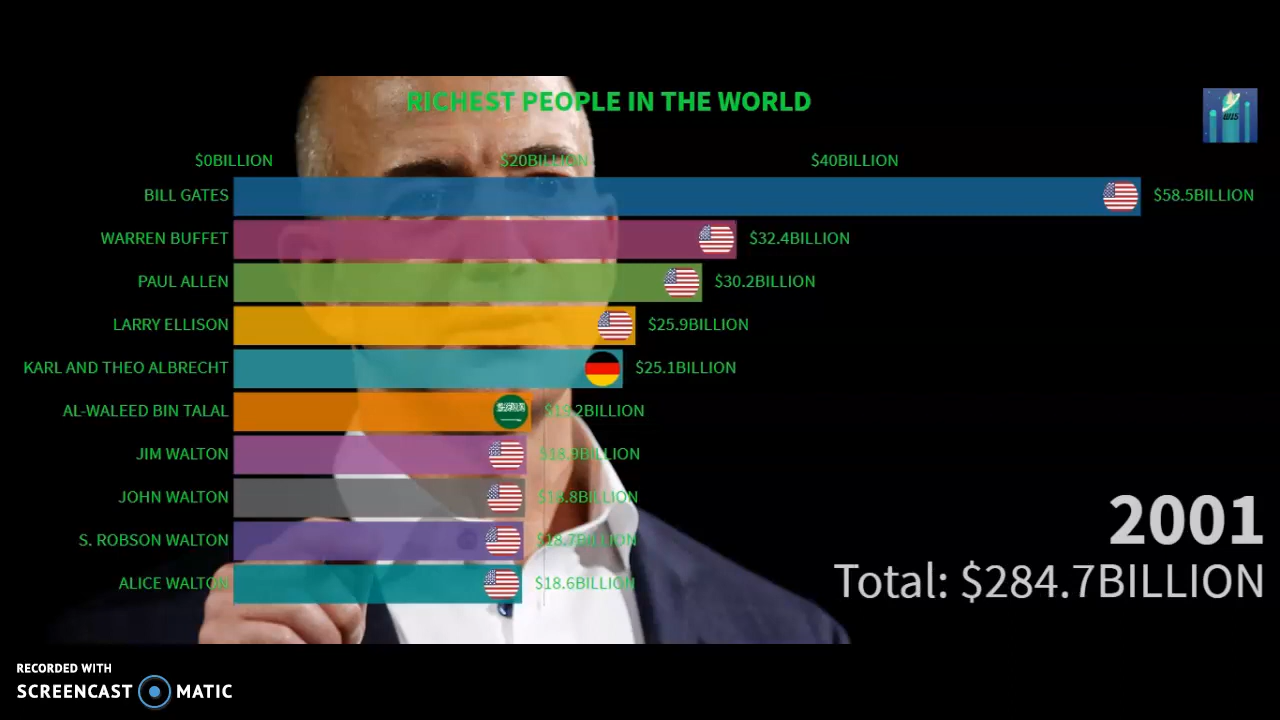 RICHEST PEOPLE IN THE WORLD
$0BILLION $20BILLION $40BILLION
BILL GATES $58.5BILLION
WARREN BUFFET $32.4BILLION
PAUL ALLEN $30.2BILLION
LARRY ELLISON $25.9BILLION
KARL AND THEO ALBRECHT $25.1BILLION
AL-WALEED BIN TALAL $19.2BILLION
JIM WALTON $18.9BILLION
JOHN WALTON $18.8BILLION
S. ROBSON WALTON $18.7BILLION
ALICE WALTON $18.6BILLION
2001
Total: $284.7BILLION
RECORDED WITH
SCREENCAST MATIC